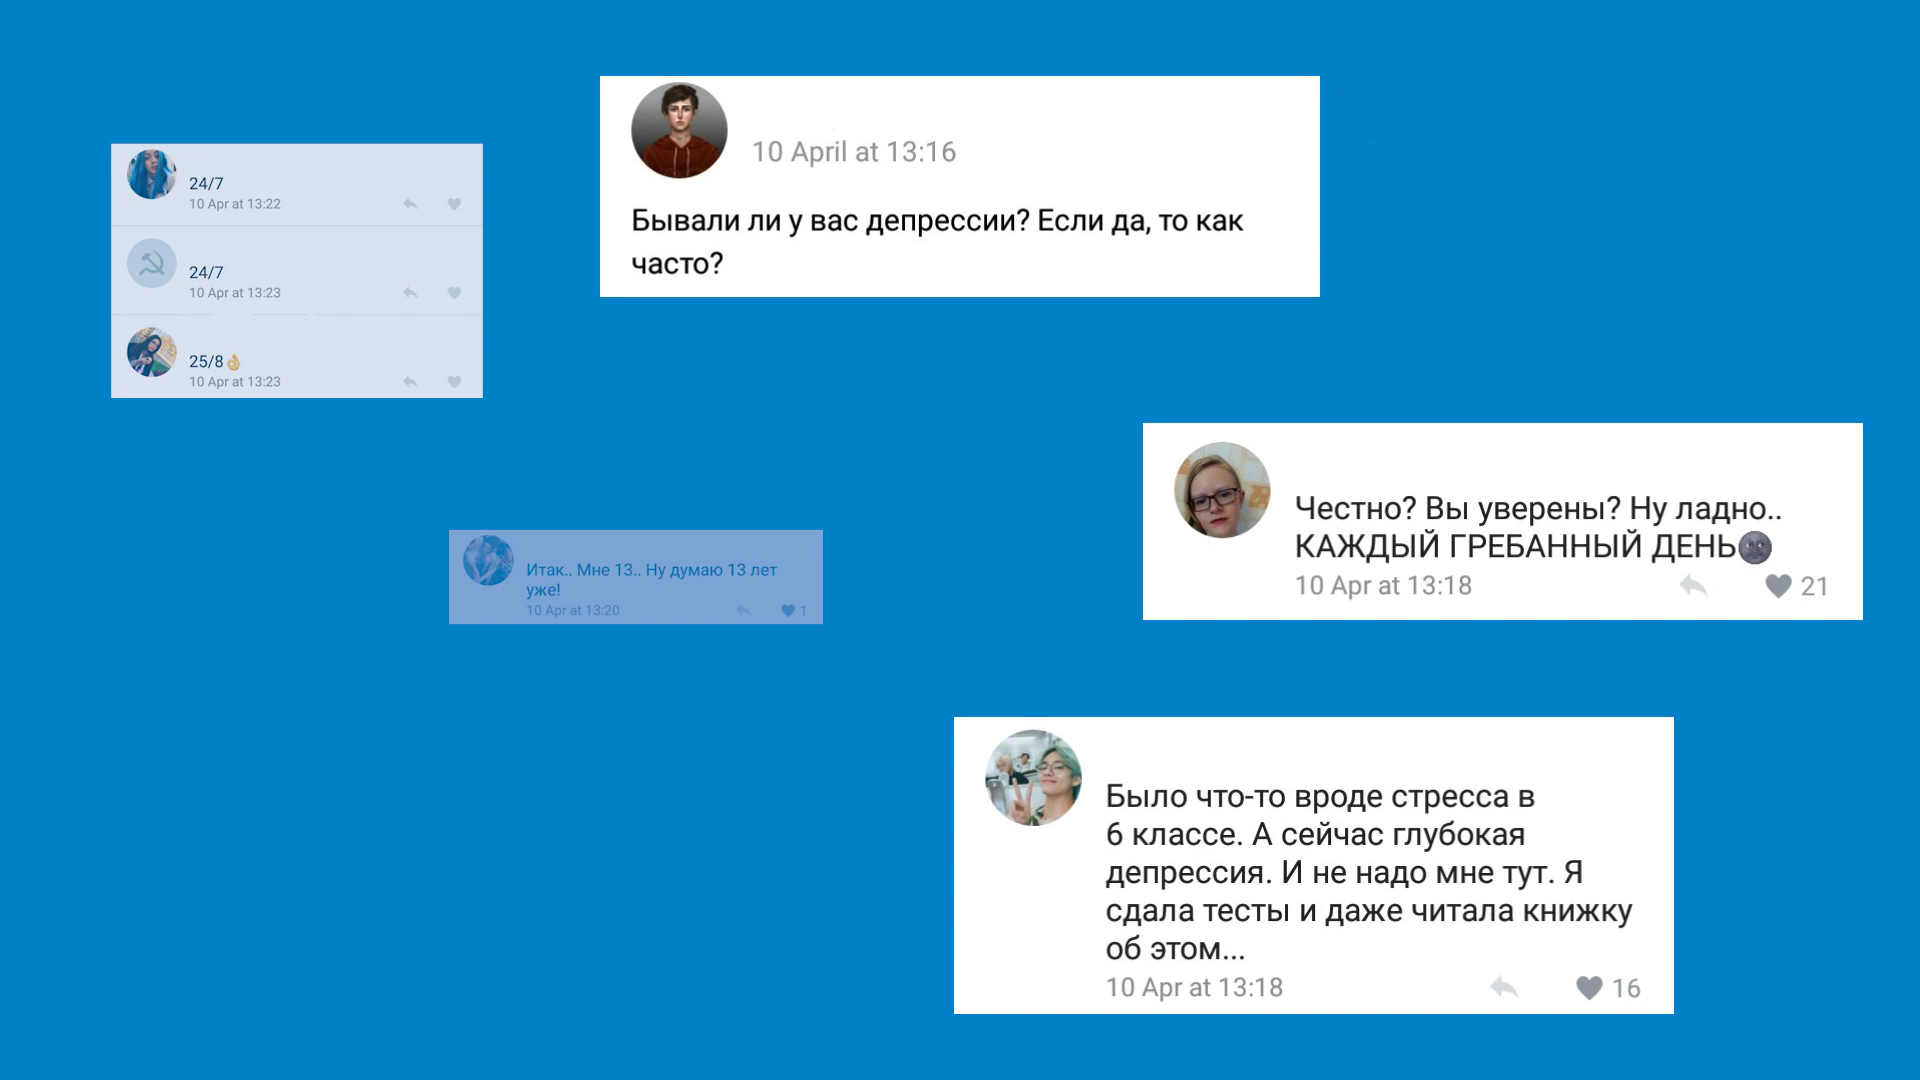 10 April at 13:16
Бывали ли у вас депрессии? Если да, то как
часто?
24/7
10 Apr at 13:22
24/7
10 Apr at 13:23
25/8👌
10 Apr at 13:23
Честно? Вы уверены? Ну ладно..
КАЖДЫЙ ГРЕБАННЫЙ ДЕНЬ🌚
10 Apr at 13:18
21
Итак.. Мне 13.. Ну думаю 13 лет
уже!
10 Apr at 13:20
1
Было что-то вроде стресса в
6 классе. А сейчас глубокая
депрессия. И не надо мне тут. Я
сдала тесты и даже читала книжку
об этом...
10 Apr at 13:18
16